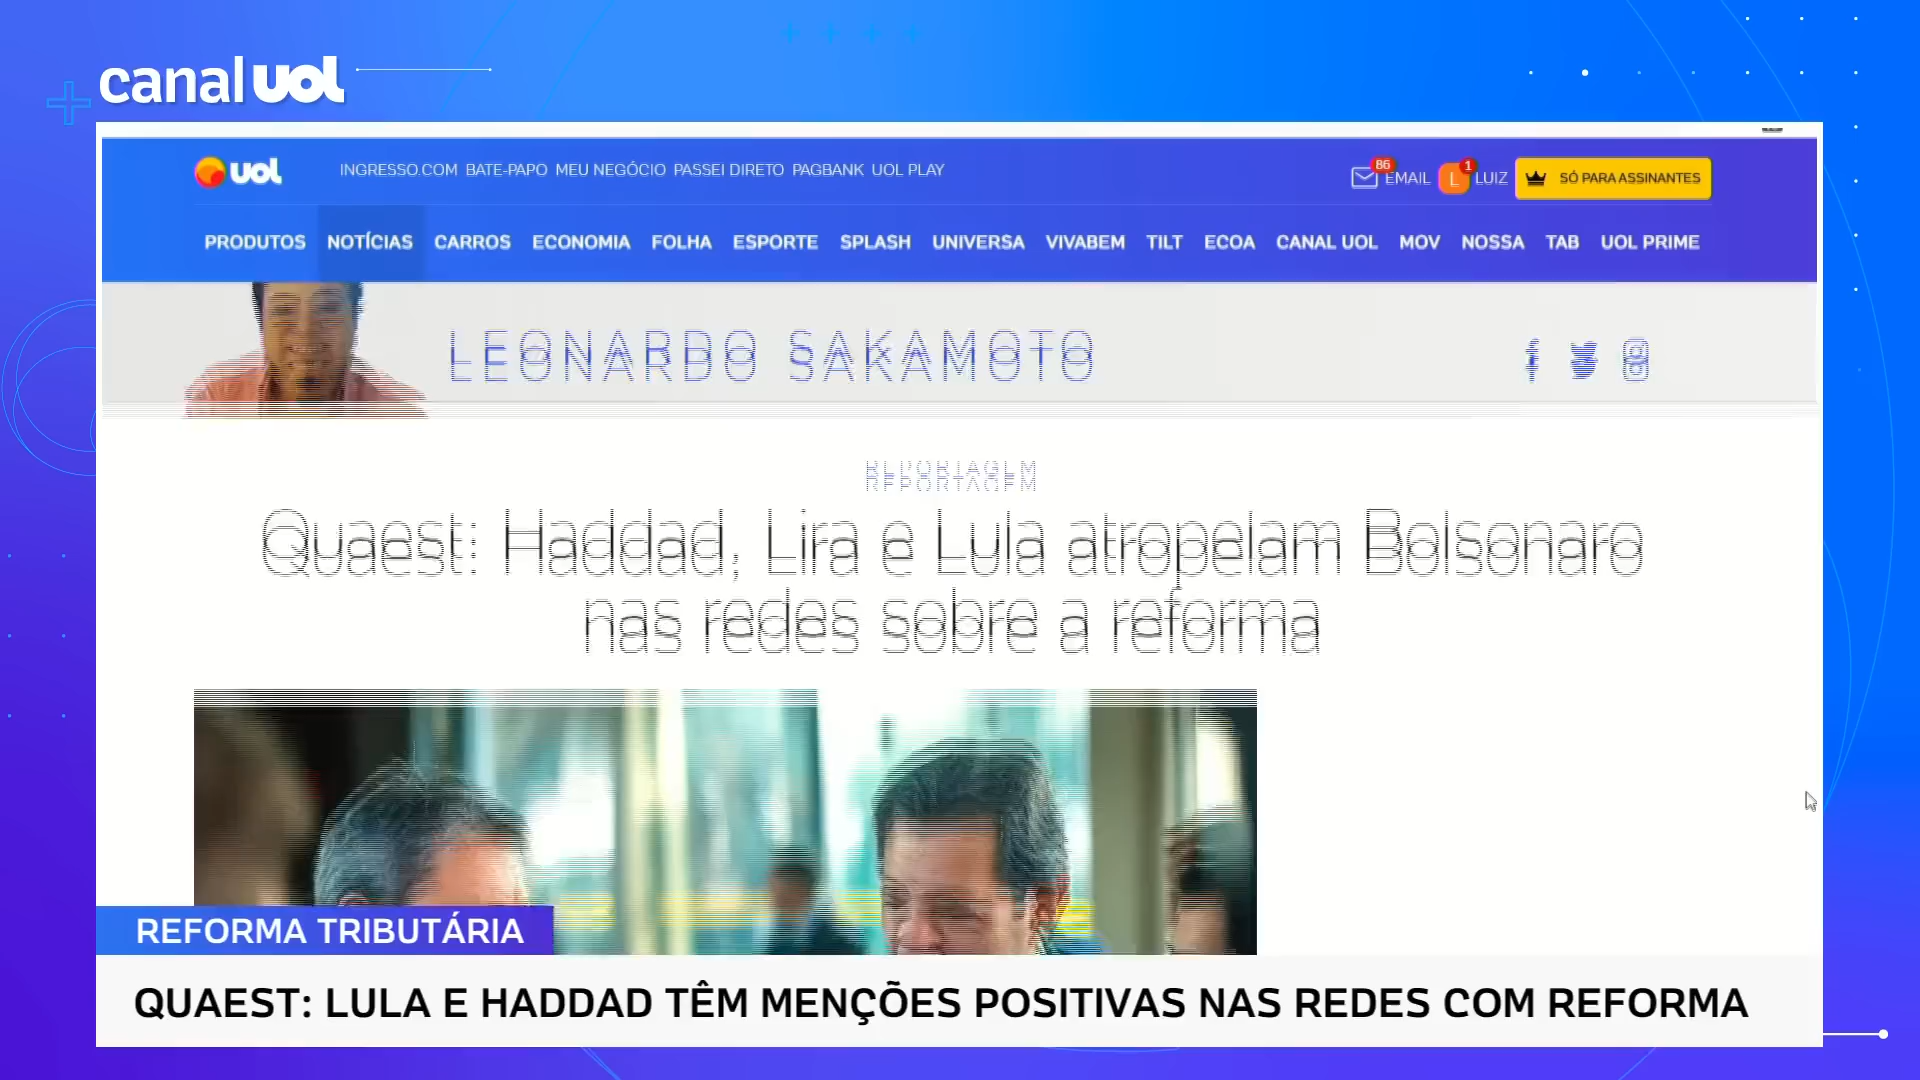 canal uol
uol INGRESSO.COM BATE-PAPO MEU NEGÓCIO PASSEI DIRETO PAGBANK UOL PLAY 86 EMAIL L 1 LUIZ SÓ PARA ASSINANTES
PRODUTOS NOTÍCIAS CARROS ECONOMIA FOLHA ESPORTE SPLASH UNIVERSA VIVABEM TILT ECOA CANAL UOL MOV NOSSA TAB UOL PRIME
LEONARDO SAKAMOTO
REPORTAGEM
Quaest: Haddad, Lira e Lula atropelam Bolsonaro
nas redes sobre a reforma
REFORMA TRIBUTÁRIA
QUAEST: LULA E HADDAD TÊM MENÇÕES POSITIVAS NAS REDES COM REFORMA